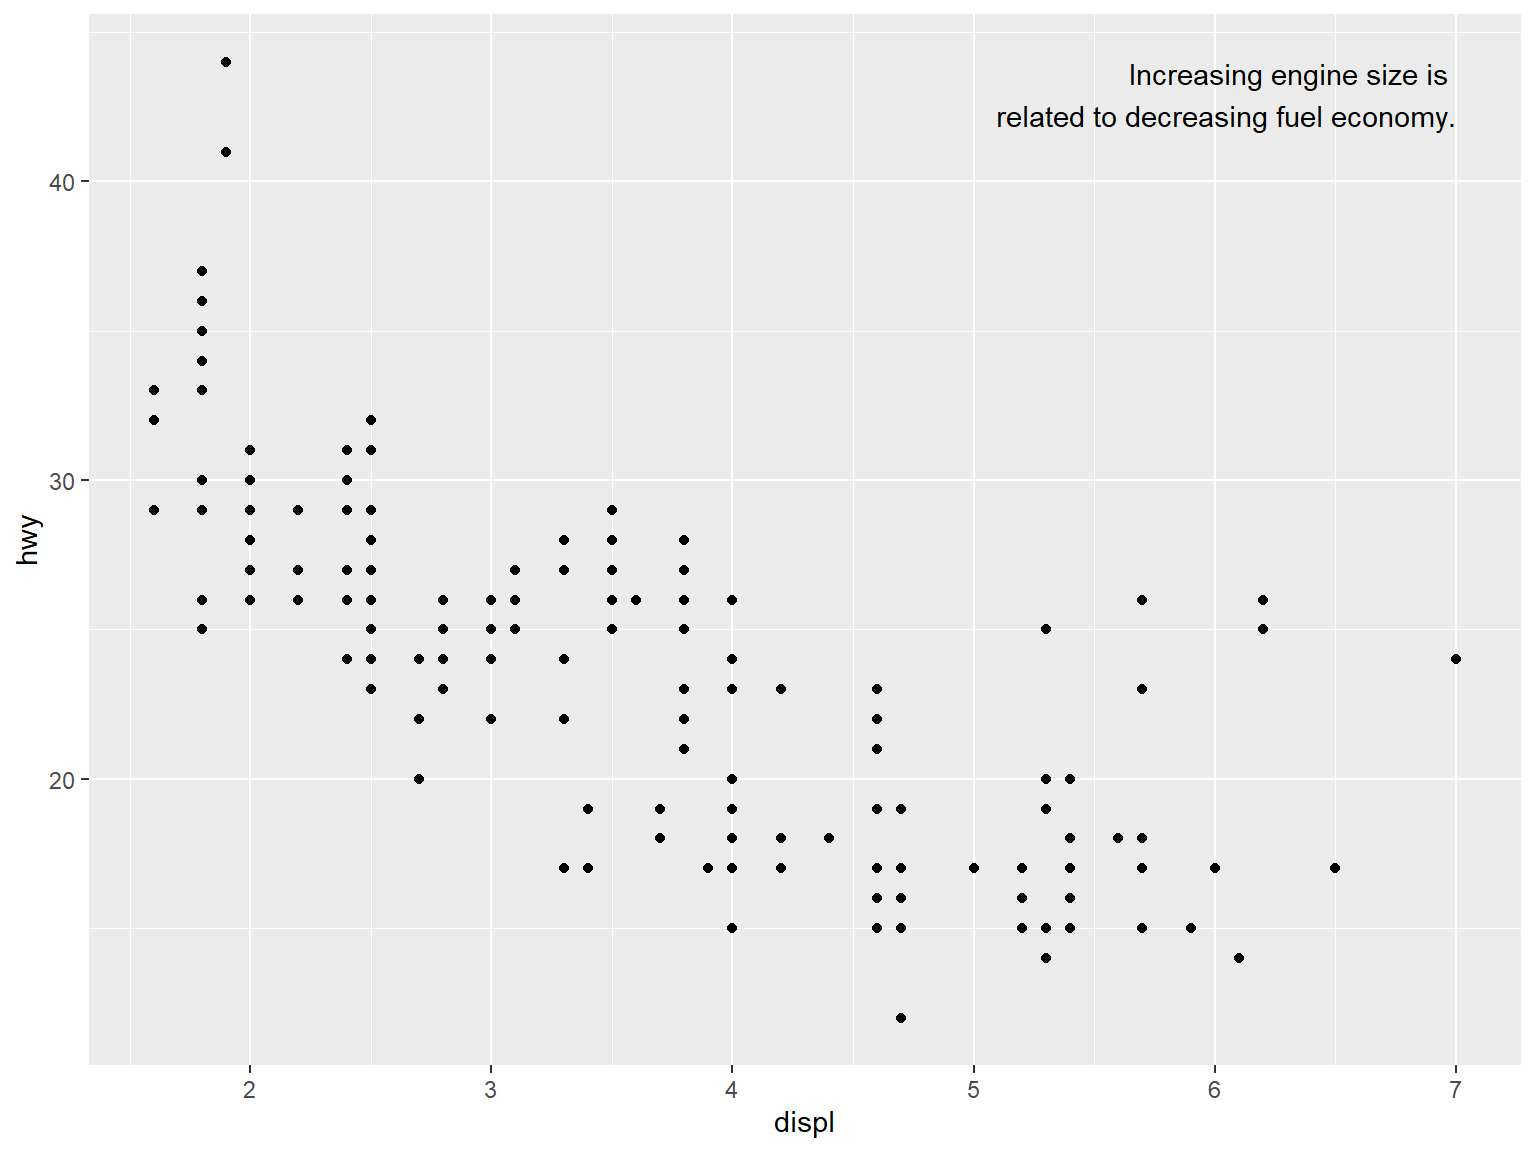 Increasing engine size is
related to decreasing fuel economy.
40
30
20
hwy
2 3 4 5 6 7
displ